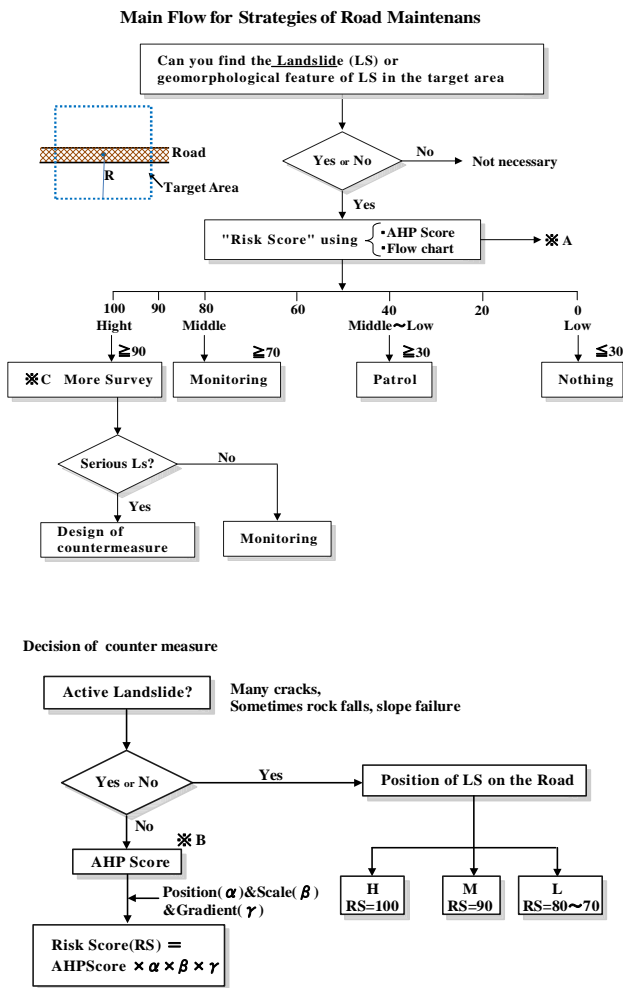 Main Flow for Strategies of Road Maintenans
Can you find the Landslide (LS) or
geomorphological feature of LS in the target area
Road
R
Target Area
Yes or No
No
Not necessary
Yes
"Risk Score" using
▪AHP Score
▪Flow chart
※ A
100
90
80
60
40
20
0
Hight
Middle
Middle～Low
Low
≧90
≧70
≧30
≦30
※C More Survey
Monitoring
Patrol
Nothing
Serious Ls?
No
Yes
Design of
countermeasure
Monitoring
Decision of counter measure
Active Landslide?
Many cracks,
Sometimes rock falls, slope failure
Yes or No
Yes
Position of LS on the Road
No
※ B
AHP Score
Position(α)&Scale(β)
&Gradient(γ)
H
RS=100
M
RS=90
L
RS=80～70
Risk Score(RS) =
AHPScore × α × β × γ